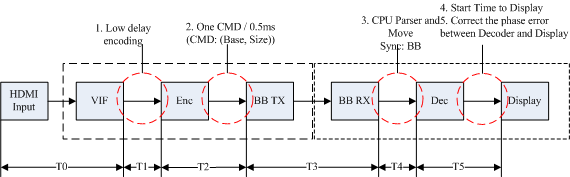 1. Low delay
encoding
2. One CMD / 0.5ms
(CMD: (Base, Size))
3. CPU Parser and
Move
Sync: BB
4. Start Time to Display
5. Correct the phase error
between Decoder and Display
HDMI
Input
VIF
Enc
BB TX
BB RX
Dec
Display
T0
T1
T2
T3
T4
T5